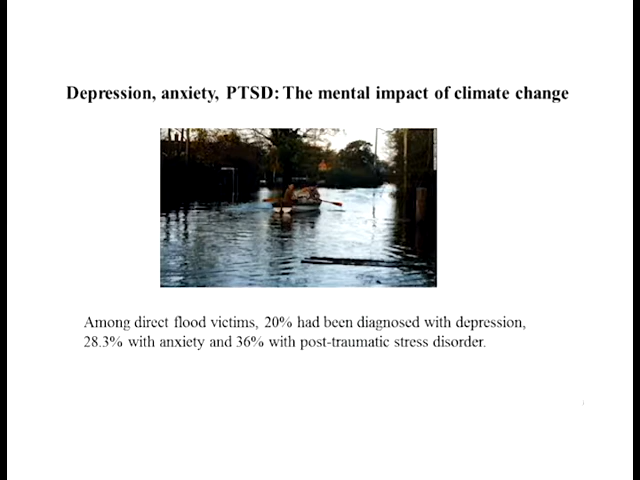 Depression, anxiety, PTSD: The mental impact of climate change
Among direct flood victims, 20% had been diagnosed with depression,
28.3% with anxiety and 36% with post-traumatic stress disorder.